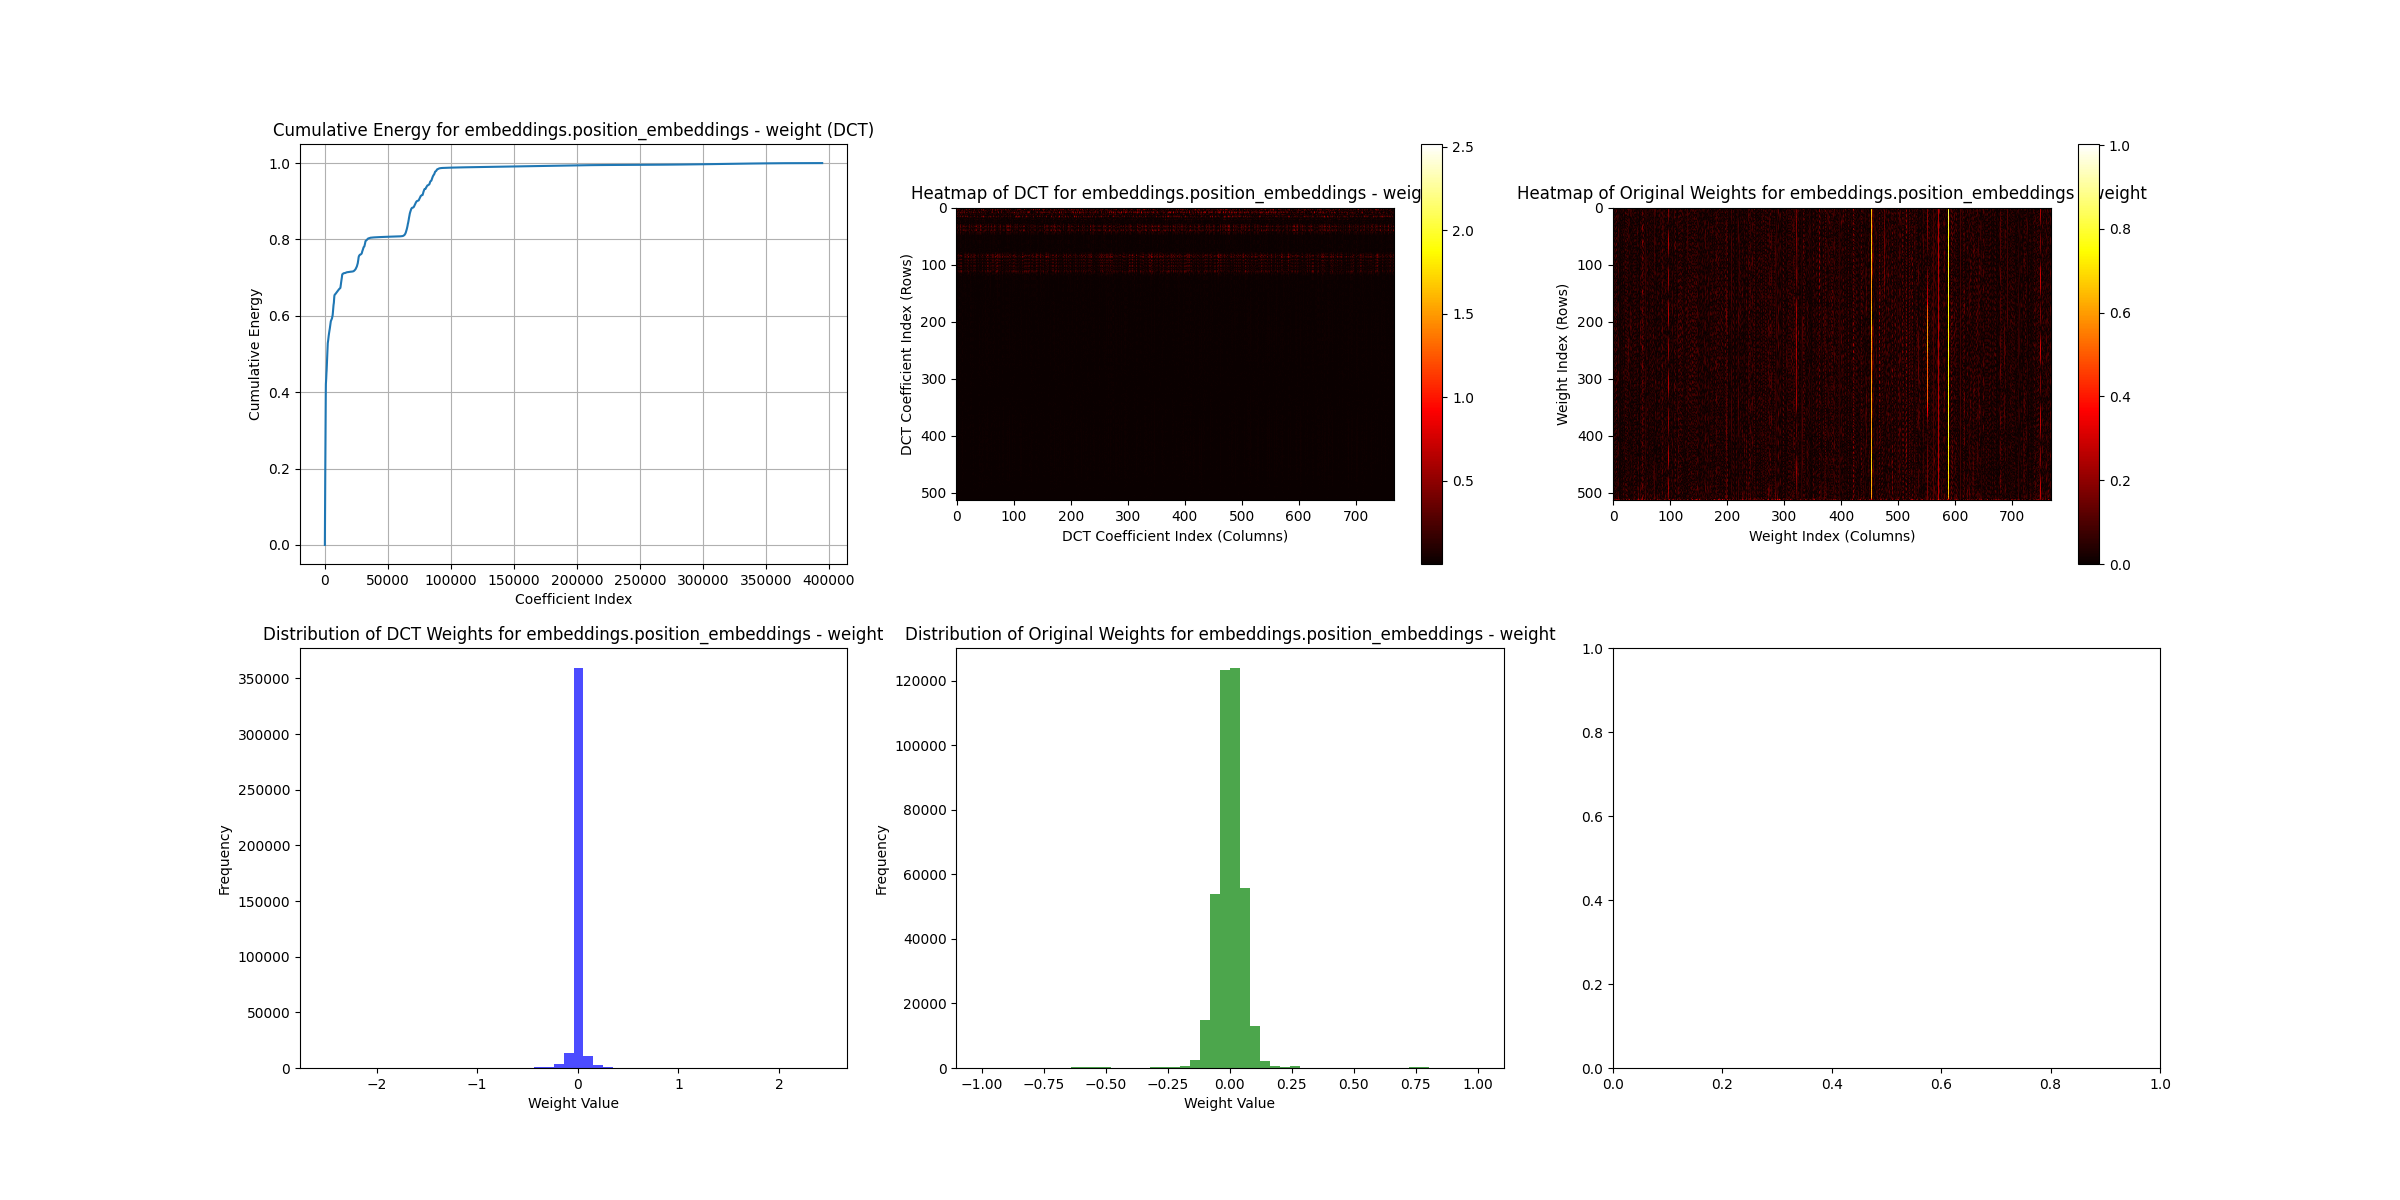 Cumulative Energy for embeddings.position_embeddings - weight (DCT)
1.0
0.8
0.6
0.4
0.2
0.0
Cumulative Energy
0 50000 100000 150000 200000 250000 300000 350000 400000
Coefficient Index
Heatmap of DCT for embeddings.position_embeddings - weig
0
100
200
300
400
500
DCT Coefficient Index (Rows)
0 100 200 300 400 500 600 700
DCT Coefficient Index (Columns)
2.5
2.0
1.5
1.0
0.5
Heatmap of Original Weights for embeddings.position_embeddings weight
0
100
200
300
400
500
Weight Index (Rows)
0 100 200 300 400 500 600 700
Weight Index (Columns)
1.0
0.8
0.6
0.4
0.2
0.0
Distribution of DCT Weights for embeddings.position_embeddings - weight
350000
300000
250000
200000
150000
100000
50000
0
Frequency
−2 −1 0 1 2
Weight Value
Distribution of Original Weights for embeddings.position_embeddings - weight
120000
100000
80000
60000
40000
20000
0
Frequency
−1.00 −0.75 −0.50 −0.25 0.00 0.25 0.50 0.75 1.00
Weight Value
1.0
0.8
0.6
0.4
0.2
0.0
0.0 0.2 0.4 0.6 0.8 1.0